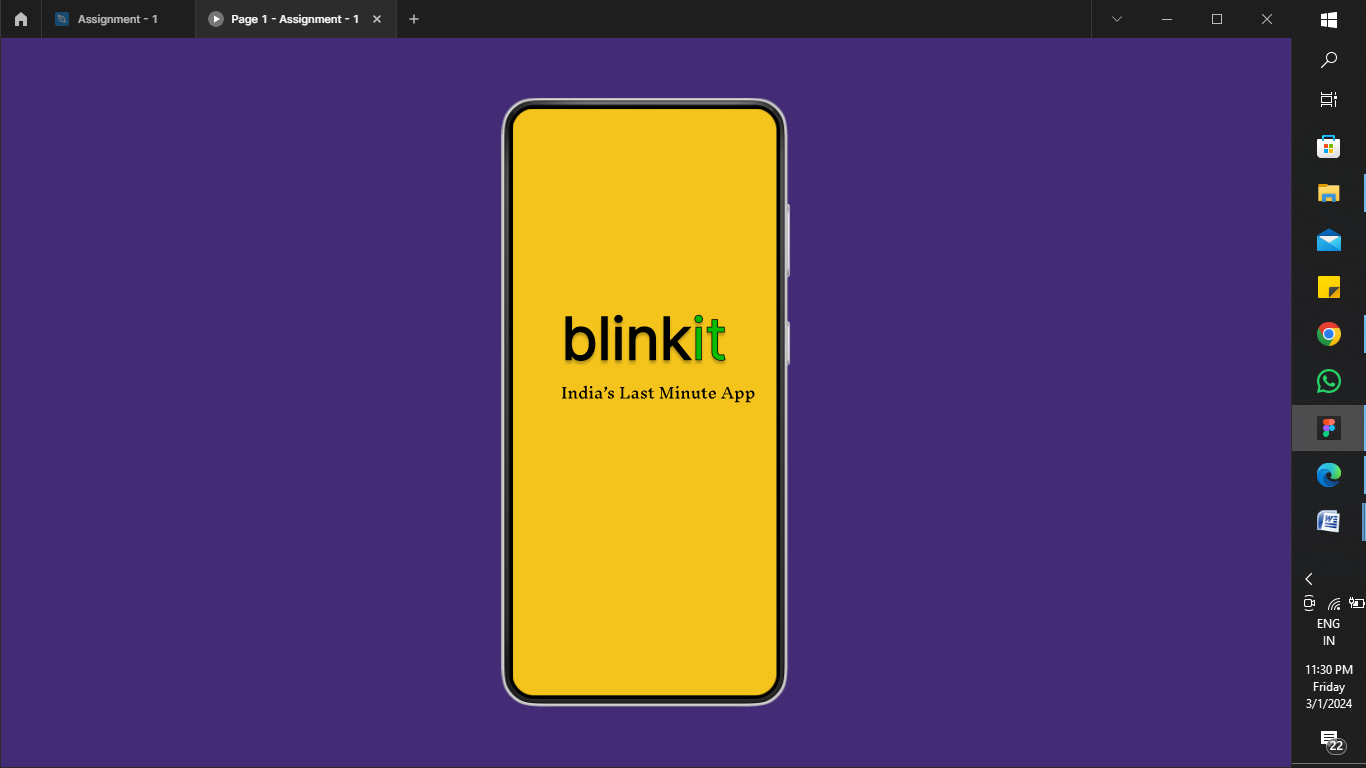 Assignment - 1
Page 1 - Assignment - 1
blinkit
India’s Last Minute App
ENG
IN
11:30 PM
Friday
3/1/2024
22